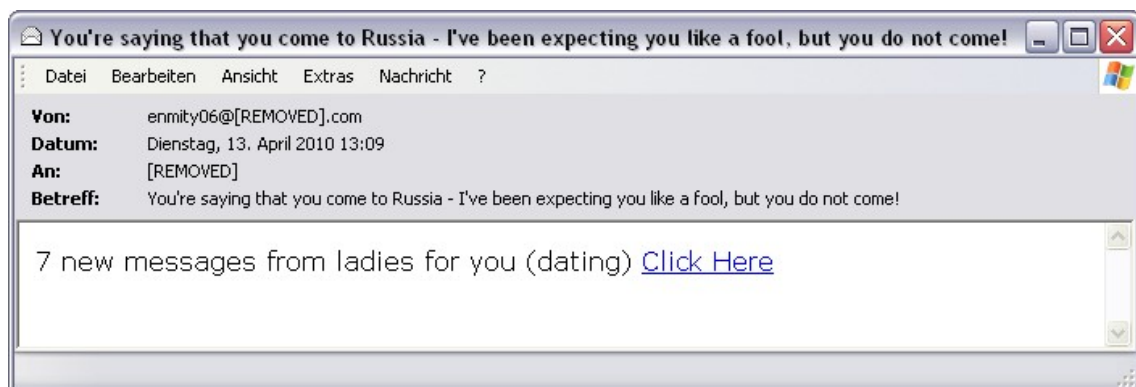 You're saying that you come to Russia - I've been expecting you like a fool, but you do not come!
Datei Bearbeiten Ansicht Extras Nachricht ?
Von: enmity06@[REMOVED].com
Datum: Dienstag, 13. April 2010 13:09
An: [REMOVED]
Betreff: You're saying that you come to Russia - I've been expecting you like a fool, but you do not come!
7 new messages from ladies for you (dating) Click Here